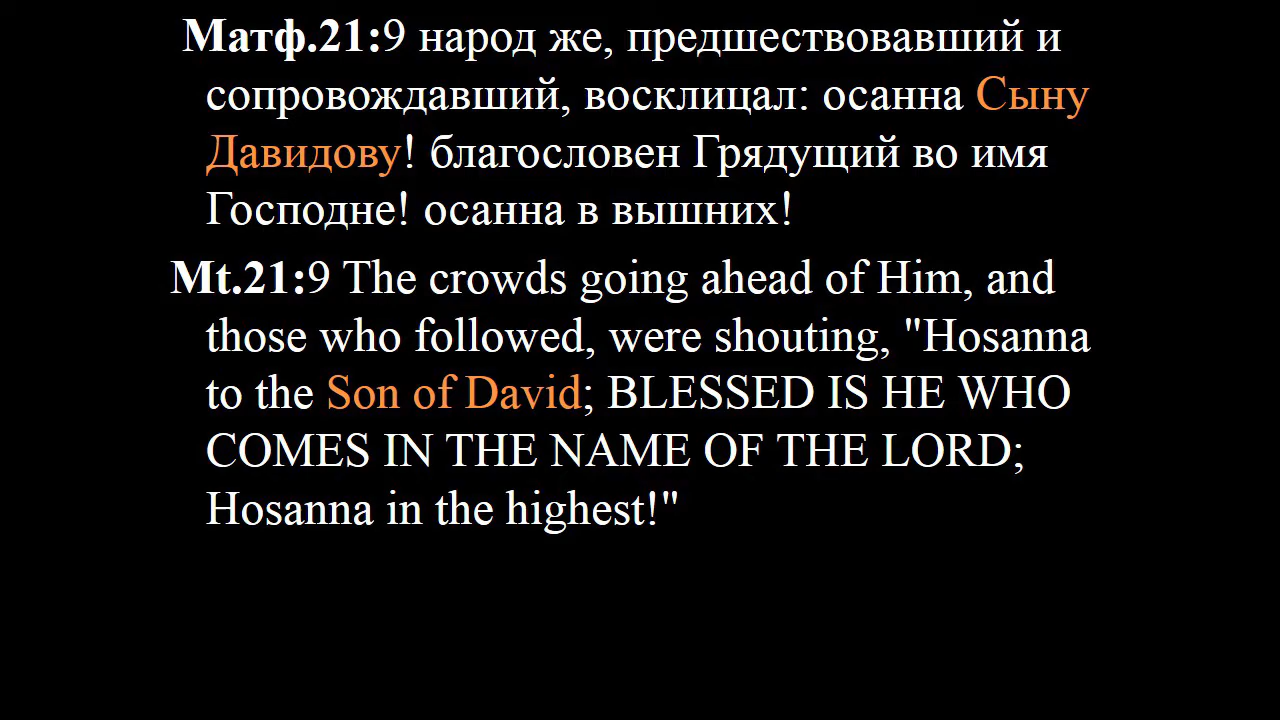 Матф.21:9 народ же, предшествовавший и
сопровождавший, восклицал: осанна Сыну
Давидову! благословен Грядущий во имя
Господне! осанна в вышних!
Mt.21:9 The crowds going ahead of Him, and
those who followed, were shouting, "Hosanna
to the Son of David; BLESSED IS HE WHO
COMES IN THE NAME OF THE LORD;
Hosanna in the highest!"